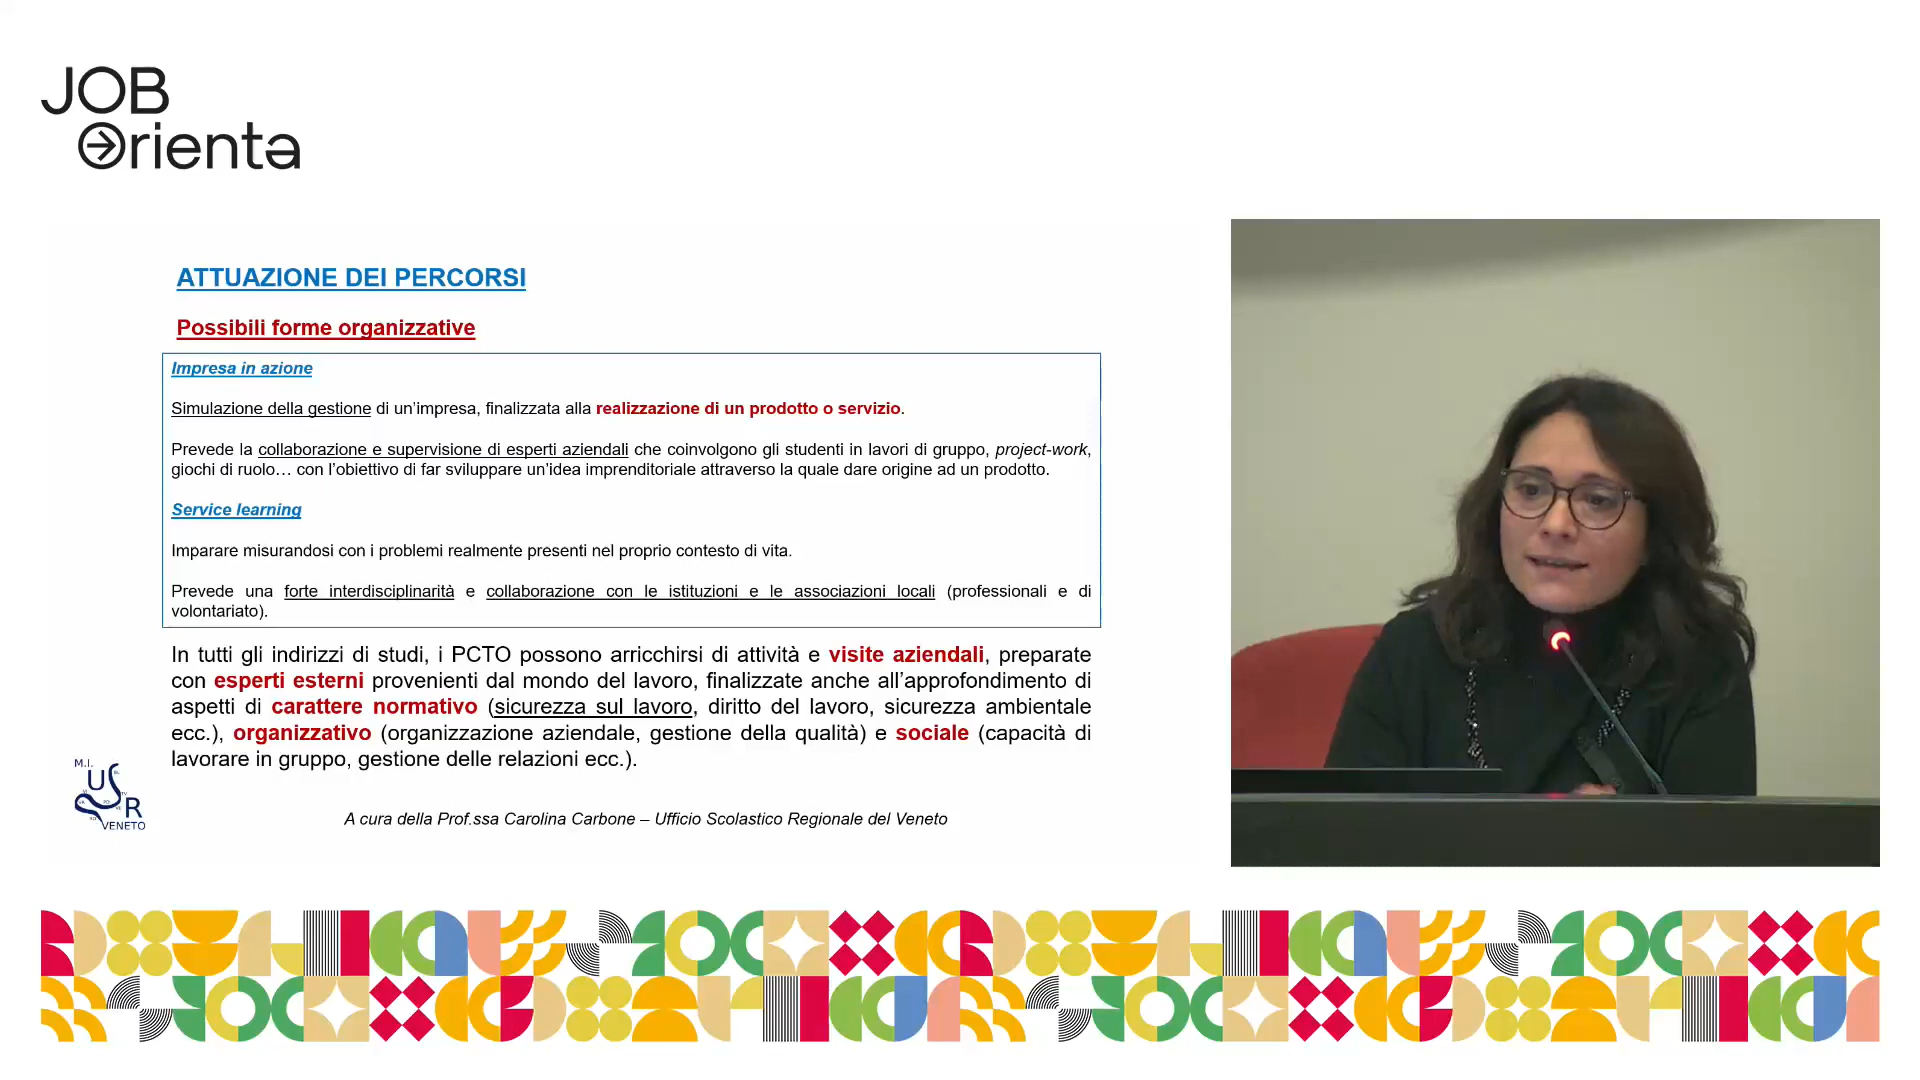 JOB
Orienta
ATTUAZIONE DEI PERCORSI
Possibili forme organizzative
Impresa in azione
Simulazione della gestione di un’impresa, finalizzata alla realizzazione di un prodotto o servizio.
Prevede la collaborazione e supervisione di esperti aziendali che coinvolgono gli studenti in lavori di gruppo, project-work,
giochi di ruolo… con l’obiettivo di far sviluppare un’idea imprenditoriale attraverso la quale dare origine ad un prodotto.
Service learning
Imparare misurandosi con i problemi realmente presenti nel proprio contesto di vita.
Prevede una forte interdisciplinarità e collaborazione con le istituzioni e le associazioni locali (professionali e di
volontariato).
In tutti gli indirizzi di studi, i PCTO possono arricchirsi di attività e visite aziendali, preparate
con esperti esterni provenienti dal mondo del lavoro, finalizzate anche all’approfondimento di
aspetti di carattere normativo (sicurezza sul lavoro, diritto del lavoro, sicurezza ambientale
ecc.), organizzativo (organizzazione aziendale, gestione della qualità) e sociale (capacità di
lavorare in gruppo, gestione delle relazioni ecc.).
M.I.
USR
VENETO
A cura della Prof.ssa Carolina Carbone – Ufficio Scolastico Regionale del Veneto